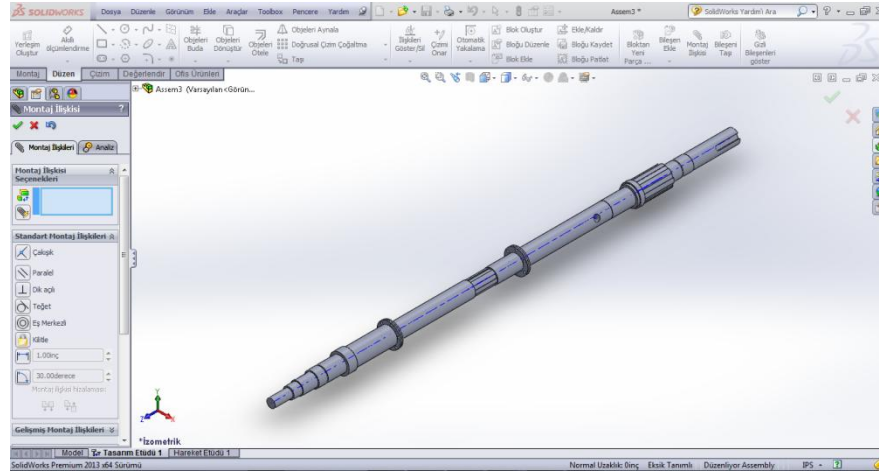 SOLIDWORKS Dosya Düzenle Görünüm Ekle Araçlar Toolbox Pencere Yardım Assem3 * SolidWorks Yardım'ı Ara
Yerleşim Oluştur
Akıllı ölçümlendirme
Objeleri Buda
Objeleri Dönüştür
Objeleri Ötele
Objeleri Aynala
Doğrusal Çizim Çoğaltma
Taşı
İlişkileri Göster/Sil
Çizimi Onar
Otomatik Yakalama
Blok Oluştur
Bloğu Düzenle
Blok Ekle
Ekle/Kaldır
Bloğu Kaydet
Bloğu Patlat
Bloktan Yeni Parça ...
Bileşen Ekle
Montaj İlişkisi
Bileşeni Taşı
Gizli Bileşenleri göster
Montaj Düzen Çizim Değerlendir Ofis Ürünleri
Assem3 (Varsayılan<Görün...
Montaj İlişkisi ?
Montaj İlişkileri Analiz
Montaj İlişkisi Seçenekleri
Standart Montaj İlişkileri
Çakışık
Paralel
Dik açılı
Teğet
Eş Merkezli
Kilitle
1.00inç
30.00derece
Montaj ilişkisi hizalaması:
Gelişmiş Montaj İlişkileri
*İzometrik
Model Tasarım Etüdü 1 Hareket Etüdü 1
SolidWorks Premium 2013 x64 Sürümü Normal Uzaklık: 0inç Eksik Tanımlı Düzenliyor Assembly IPS